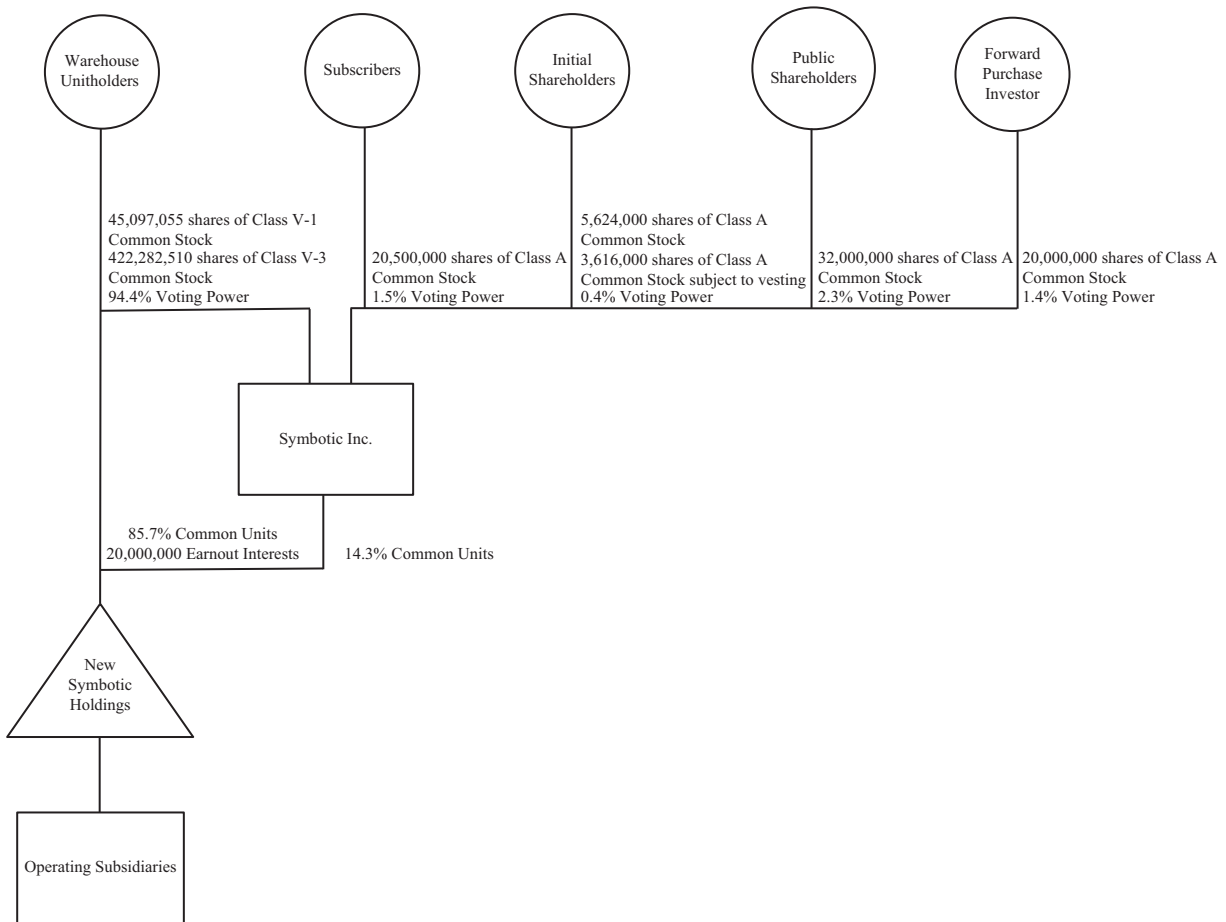 Warehouse
Unitholders
Subscribers
Initial
Shareholders
Public
Shareholders
Forward
Purchase
Investor
45,097,055 shares of Class V-1
Common Stock
422,282,510 shares of Class V-3
Common Stock
94.4% Voting Power
20,500,000 shares of Class A
Common Stock
1.5% Voting Power
5,624,000 shares of Class A
Common Stock
3,616,000 shares of Class A
Common Stock subject to vesting
0.4% Voting Power
32,000,000 shares of Class A
Common Stock
2.3% Voting Power
20,000,000 shares of Class A
Common Stock
1.4% Voting Power
Symbotic Inc.
85.7% Common Units
20,000,000 Earnout Interests
14.3% Common Units
New
Symbotic
Holdings
Operating Subsidiaries